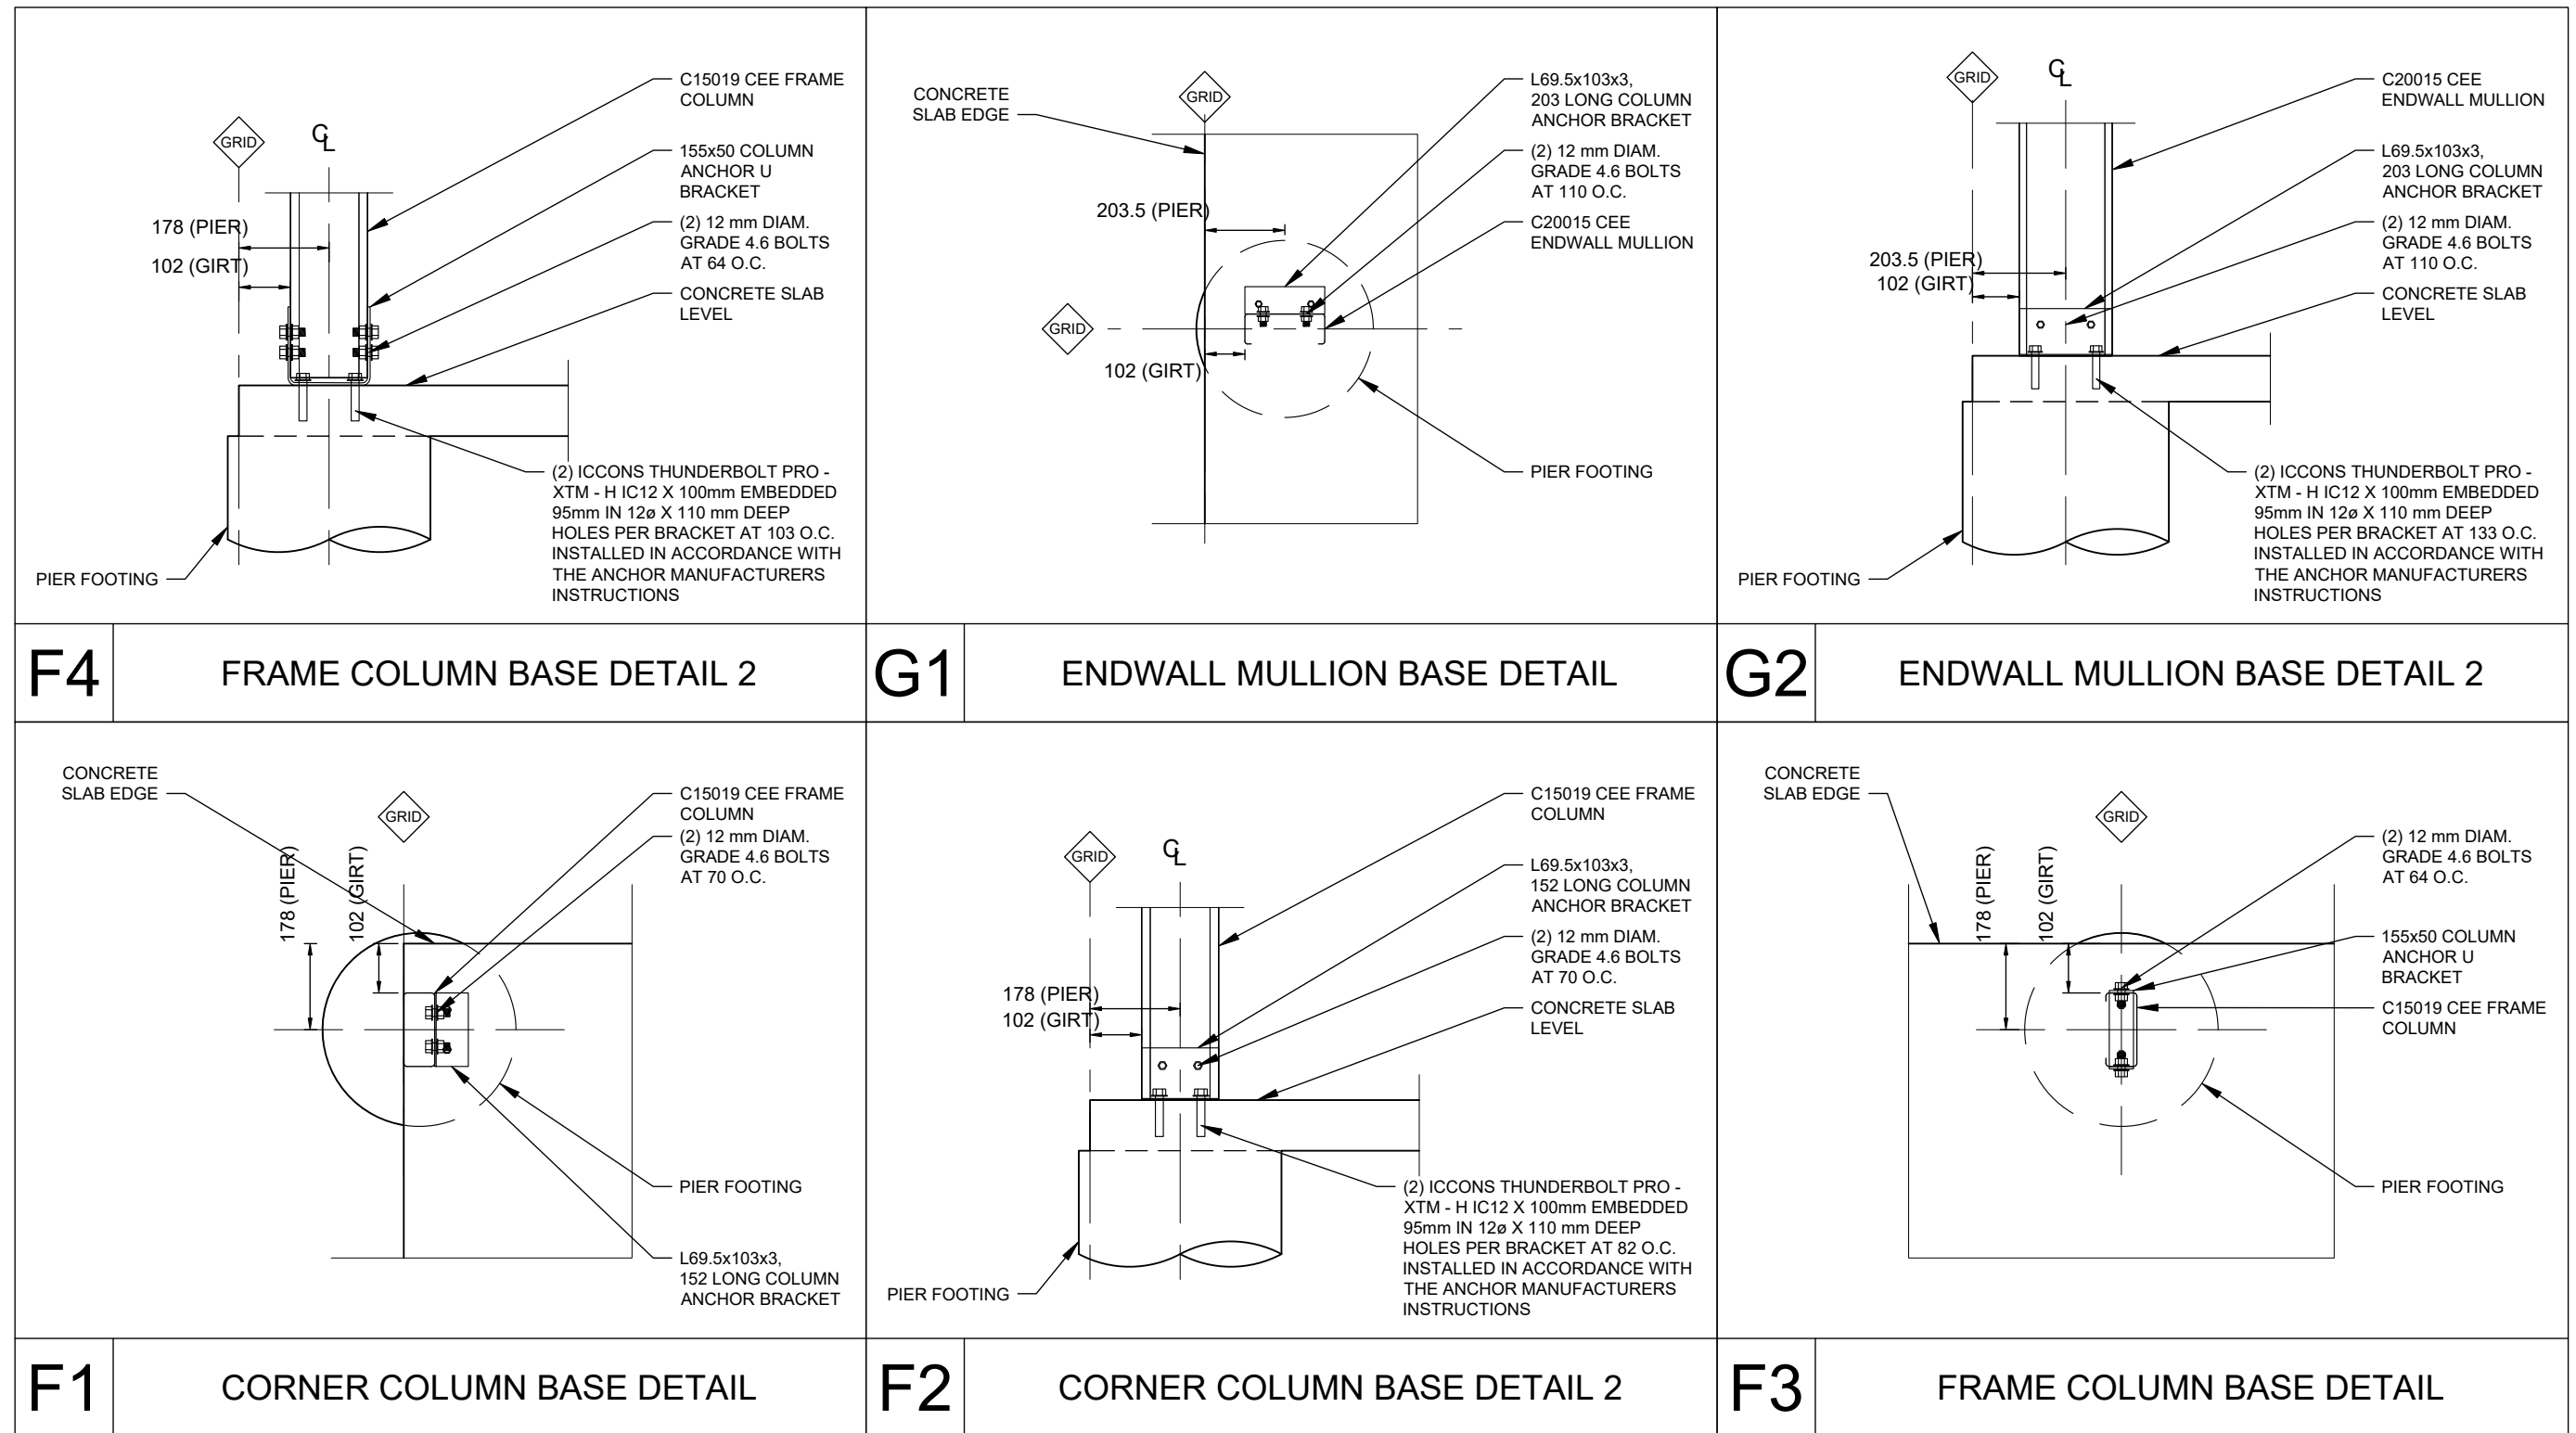 GRID
CL
C15019 CEE FRAME
COLUMN
155x50 COLUMN
ANCHOR U
BRACKET
178 (PIER)
(2) 12 mm DIAM.
GRADE 4.6 BOLTS
AT 64 O.C.
102 (GIRT)
CONCRETE SLAB
LEVEL
(2) ICCONS THUNDERBOLT PRO -
XTM - H IC12 X 100mm EMBEDDED
95mm IN 12ø X 110 mm DEEP
HOLES PER BRACKET AT 103 O.C.
INSTALLED IN ACCORDANCE WITH
THE ANCHOR MANUFACTURERS
INSTRUCTIONS
PIER FOOTING
F4
FRAME COLUMN BASE DETAIL 2
CONCRETE
SLAB EDGE
GRID
L69.5x103x3,
203 LONG COLUMN
ANCHOR BRACKET
(2) 12 mm DIAM.
GRADE 4.6 BOLTS
AT 110 O.C.
203.5 (PIER)
C20015 CEE
ENDWALL MULLION
GRID
102 (GIRT)
PIER FOOTING
G1
ENDWALL MULLION BASE DETAIL
GRID
CL
C20015 CEE
ENDWALL MULLION
L69.5x103x3,
203 LONG COLUMN
ANCHOR BRACKET
(2) 12 mm DIAM.
GRADE 4.6 BOLTS
AT 110 O.C.
203.5 (PIER)
102 (GIRT)
CONCRETE SLAB
LEVEL
(2) ICCONS THUNDERBOLT PRO -
XTM - H IC12 X 100mm EMBEDDED
95mm IN 12ø X 110 mm DEEP
HOLES PER BRACKET AT 133 O.C.
INSTALLED IN ACCORDANCE WITH
THE ANCHOR MANUFACTURERS
INSTRUCTIONS
PIER FOOTING
G2
ENDWALL MULLION BASE DETAIL 2
CONCRETE
SLAB EDGE
GRID
C15019 CEE FRAME
COLUMN
(2) 12 mm DIAM.
GRADE 4.6 BOLTS
AT 70 O.C.
178 (PIER)
102 (GIRT)
PIER FOOTING
L69.5x103x3,
152 LONG COLUMN
ANCHOR BRACKET
F1
CORNER COLUMN BASE DETAIL
GRID
CL
C15019 CEE FRAME
COLUMN
L69.5x103x3,
152 LONG COLUMN
ANCHOR BRACKET
(2) 12 mm DIAM.
GRADE 4.6 BOLTS
AT 70 O.C.
178 (PIER)
102 (GIRT)
CONCRETE SLAB
LEVEL
(2) ICCONS THUNDERBOLT PRO -
XTM - H IC12 X 100mm EMBEDDED
95mm IN 12ø X 110 mm DEEP
HOLES PER BRACKET AT 82 O.C.
INSTALLED IN ACCORDANCE WITH
THE ANCHOR MANUFACTURERS
INSTRUCTIONS
PIER FOOTING
F2
CORNER COLUMN BASE DETAIL 2
CONCRETE
SLAB EDGE
GRID
(2) 12 mm DIAM.
GRADE 4.6 BOLTS
AT 64 O.C.
178 (PIER)
102 (GIRT)
155x50 COLUMN
ANCHOR U
BRACKET
C15019 CEE FRAME
COLUMN
PIER FOOTING
F3
FRAME COLUMN BASE DETAIL